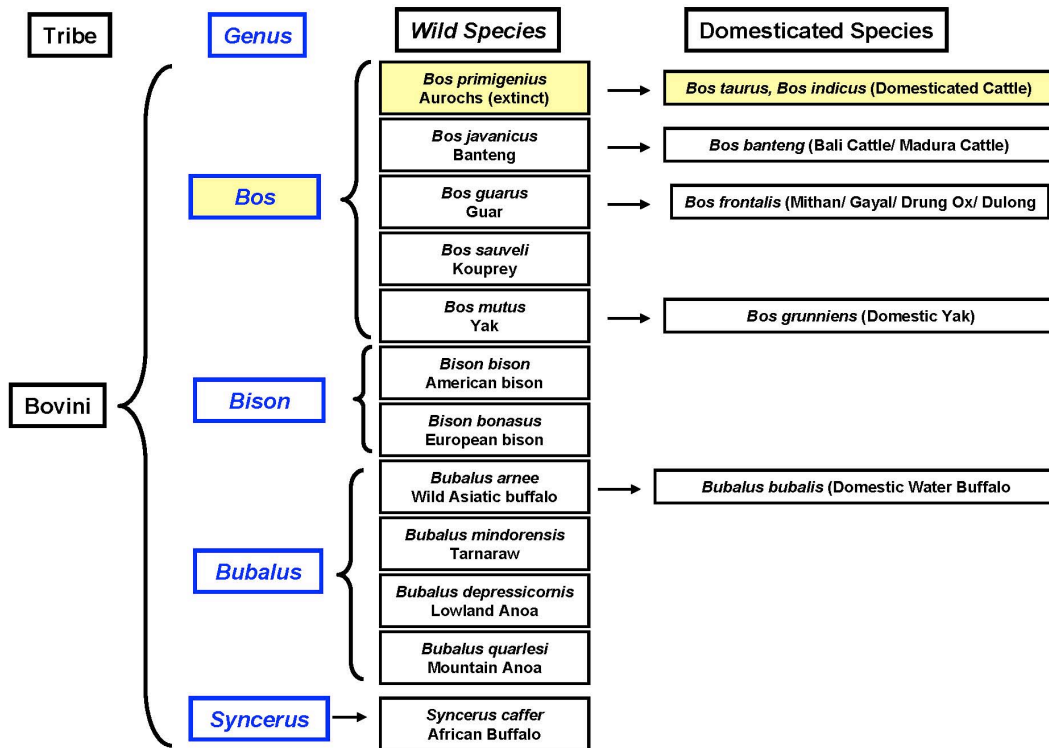 Tribe
Genus
Wild Species
Domesticated Species
Bovini
Bos
Bos primigenius
Aurochs (extinct)
Bos taurus, Bos indicus (Domesticated Cattle)
Bos javanicus
Banteng
Bos banteng (Bali Cattle/ Madura Cattle)
Bos guarus
Guar
Bos frontalis (Mithan/ Gayal/ Drung Ox/ Dulong
Bos sauveli
Kouprey
Bos mutus
Yak
Bos grunniens (Domestic Yak)
Bison
Bison bison
American bison
Bison bonasus
European bison
Bubalus
Bubalus arnee
Wild Asiatic buffalo
Bubalus bubalis (Domestic Water Buffalo
Bubalus mindorensis
Tarnaraw
Bubalus depressicornis
Lowland Anoa
Bubalus quarlesi
Mountain Anoa
Syncerus
Syncerus caffer
African Buffalo